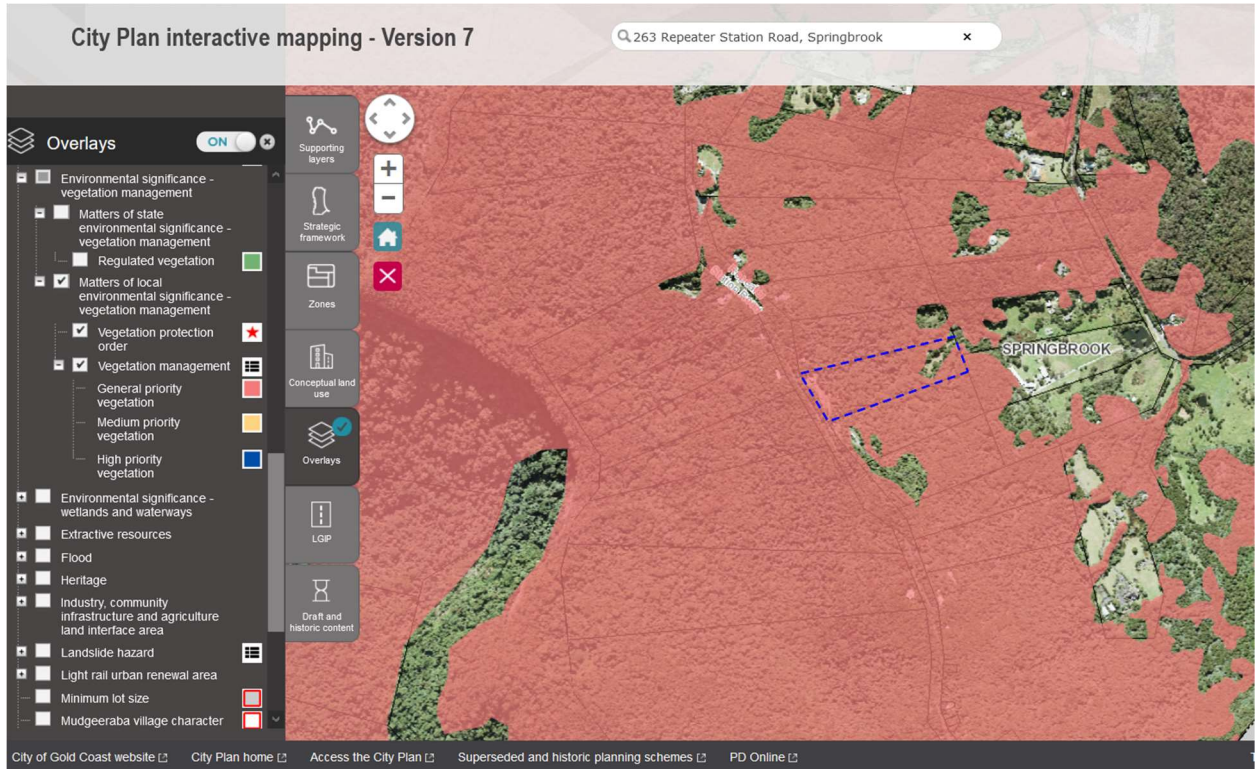 City Plan interactive mapping - Version 7
263 Repeater Station Road, Springbrook
×
Overlays
ON
Environmental significance -
vegetation management
Matters of state
environmental significance -
vegetation management
Regulated vegetation
Matters of local
environmental significance -
vegetation management
Vegetation protection
order
Vegetation management
General priority
vegetation
Medium priority
vegetation
High priority
vegetation
Environmental significance -
wetlands and waterways
Extractive resources
Flood
Heritage
Industry, community
infrastructure and agriculture
land interface area
Landslide hazard
Light rail urban renewal area
Minimum lot size
Mudgeeraba village character
Supporting
layers
Strategic
framework
Zones
Conceptual land
use
Overlays
LGIP
Draft and
historic content
SPRINGBROOK
City of Gold Coast website
City Plan home
Access the City Plan
Superseded and historic planning schemes
PD Online